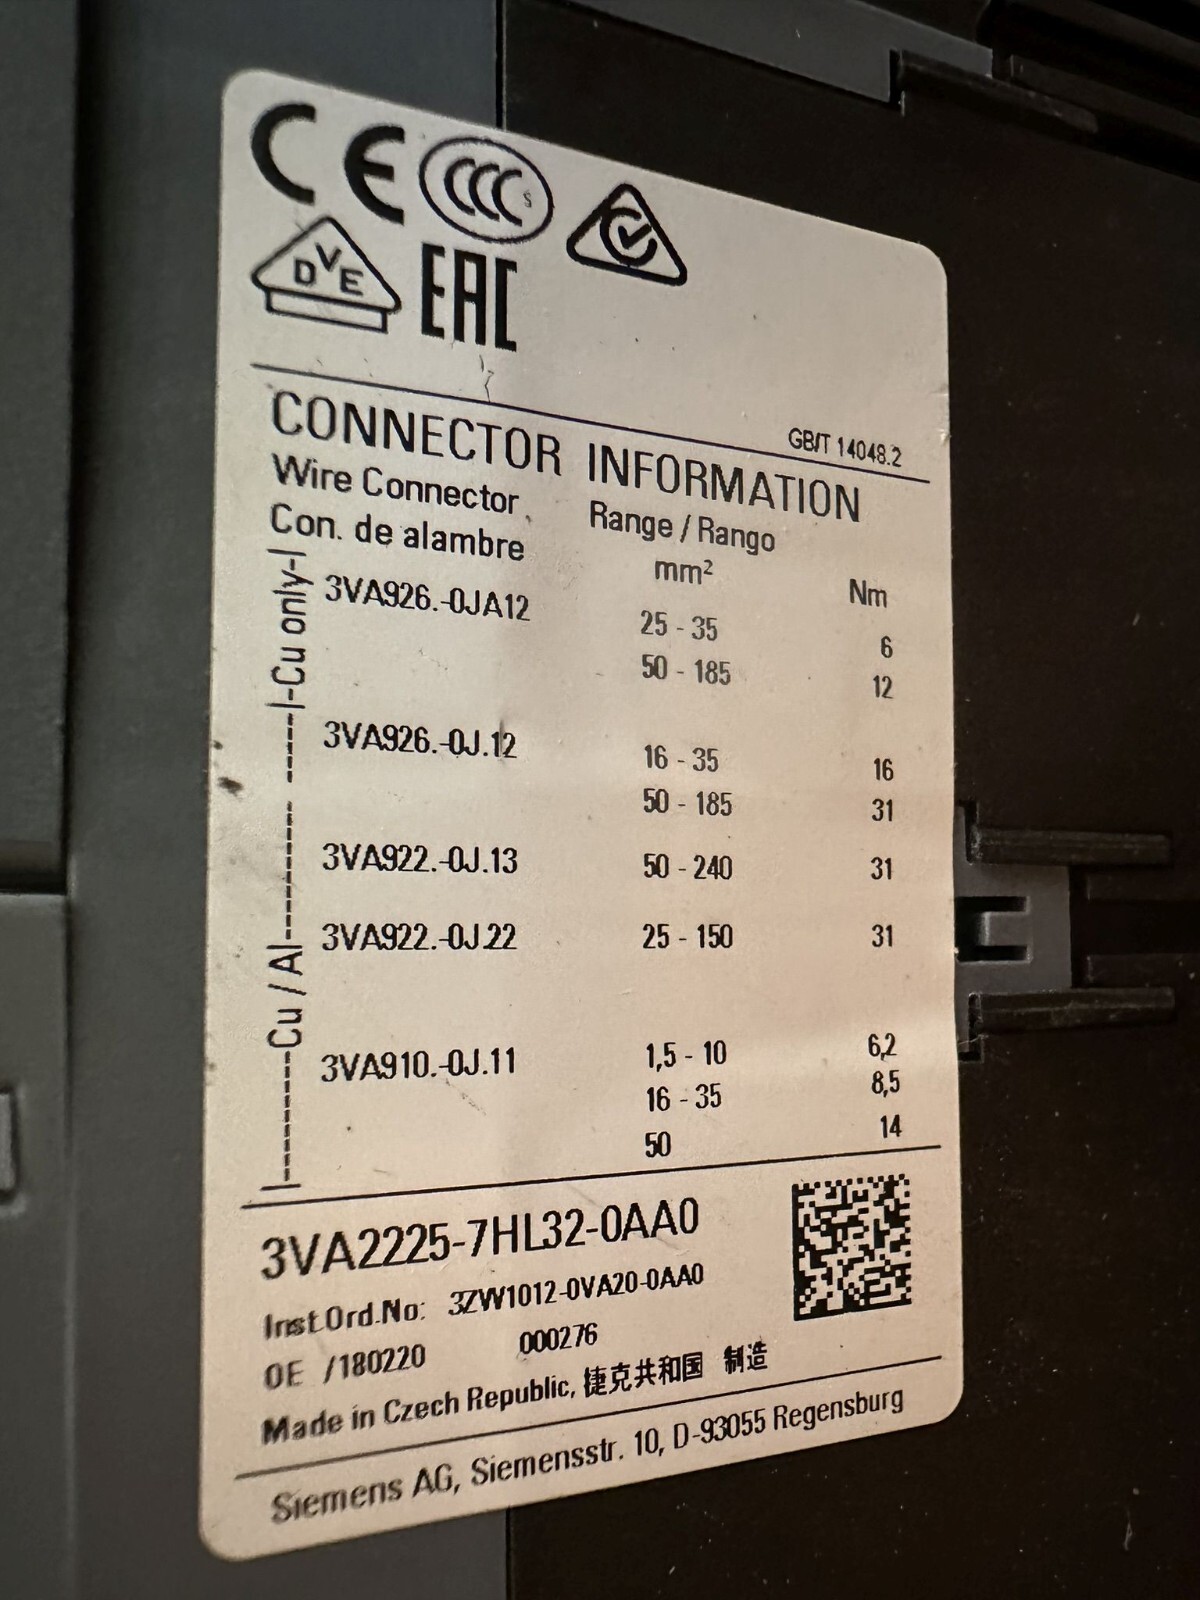 CE CCC S
DVE EAC
GB/T 14048.2
CONNECTOR INFORMATION
Wire Connector Range / Rango
Con. de alambre mm² Nm
|-Cu only-|
3VA926.-0JA12 25 - 35 6
50 - 185 12
|------Cu / Al------|
3VA926.-0J.12 16 - 35 16
50 - 185 31
3VA922.-0J.13 50 - 240 31
3VA922.-0J.22 25 - 150 31
3VA910.-0J.11 1,5 - 10 6,2
16 - 35 8,5
50 14
3VA2225-7HL32-0AA0
Inst.Ord.No: 3ZW1012-0VA20-0AA0
OE /180220 000276
Made in Czech Republic, 捷克共和国 制造
Siemens AG, Siemensstr. 10, D-93055 Regensburg